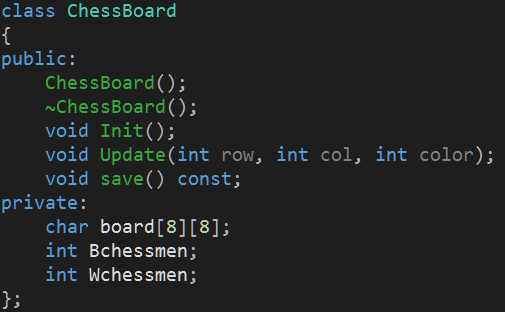 class ChessBoard
{
public:
    ChessBoard();
    ~ChessBoard();
    void Init();
    void Update(int row, int col, int color);
    void save() const;
private:
    char board[8][8];
    int Bchessmen;
    int Wchessmen;
};